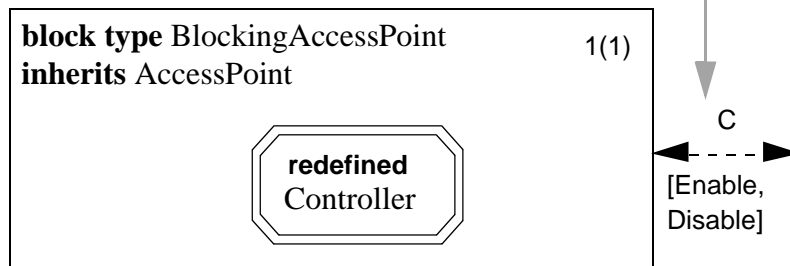 block type BlockingAccessPoint
1(1)
inherits AccessPoint
redefined
Controller
C
[Enable,
Disable]